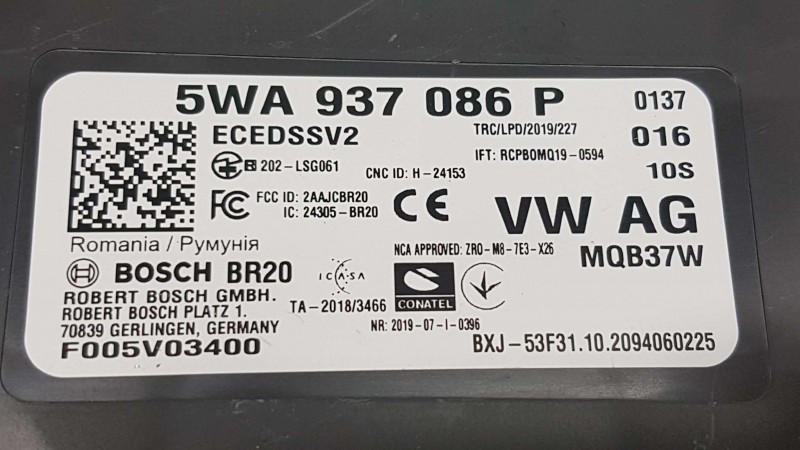 5WA 937 086 P
0137
ECEDSSV2
TRC/LPD/2019/227
016
R 202-LSG061
CNC ID: H-24153
IFT: RCPBOMQ19-0594
10S
FC
FCC ID: 2AAJCBR20
IC: 24305-BR20
CE
VW AG
Romania / Румунія
NCA APPROVED: ZRO-M8-7E3-X26
MQB37W
BOSCH BR20
ICASA
ROBERT BOSCH GMBH.
ROBERT BOSCH PLATZ 1.
70839 GERLINGEN, GERMANY
TA-2018/3466
CONATEL
F005V03400
NR: 2019-07-I-0396
BXJ-53F31.10.2094060225